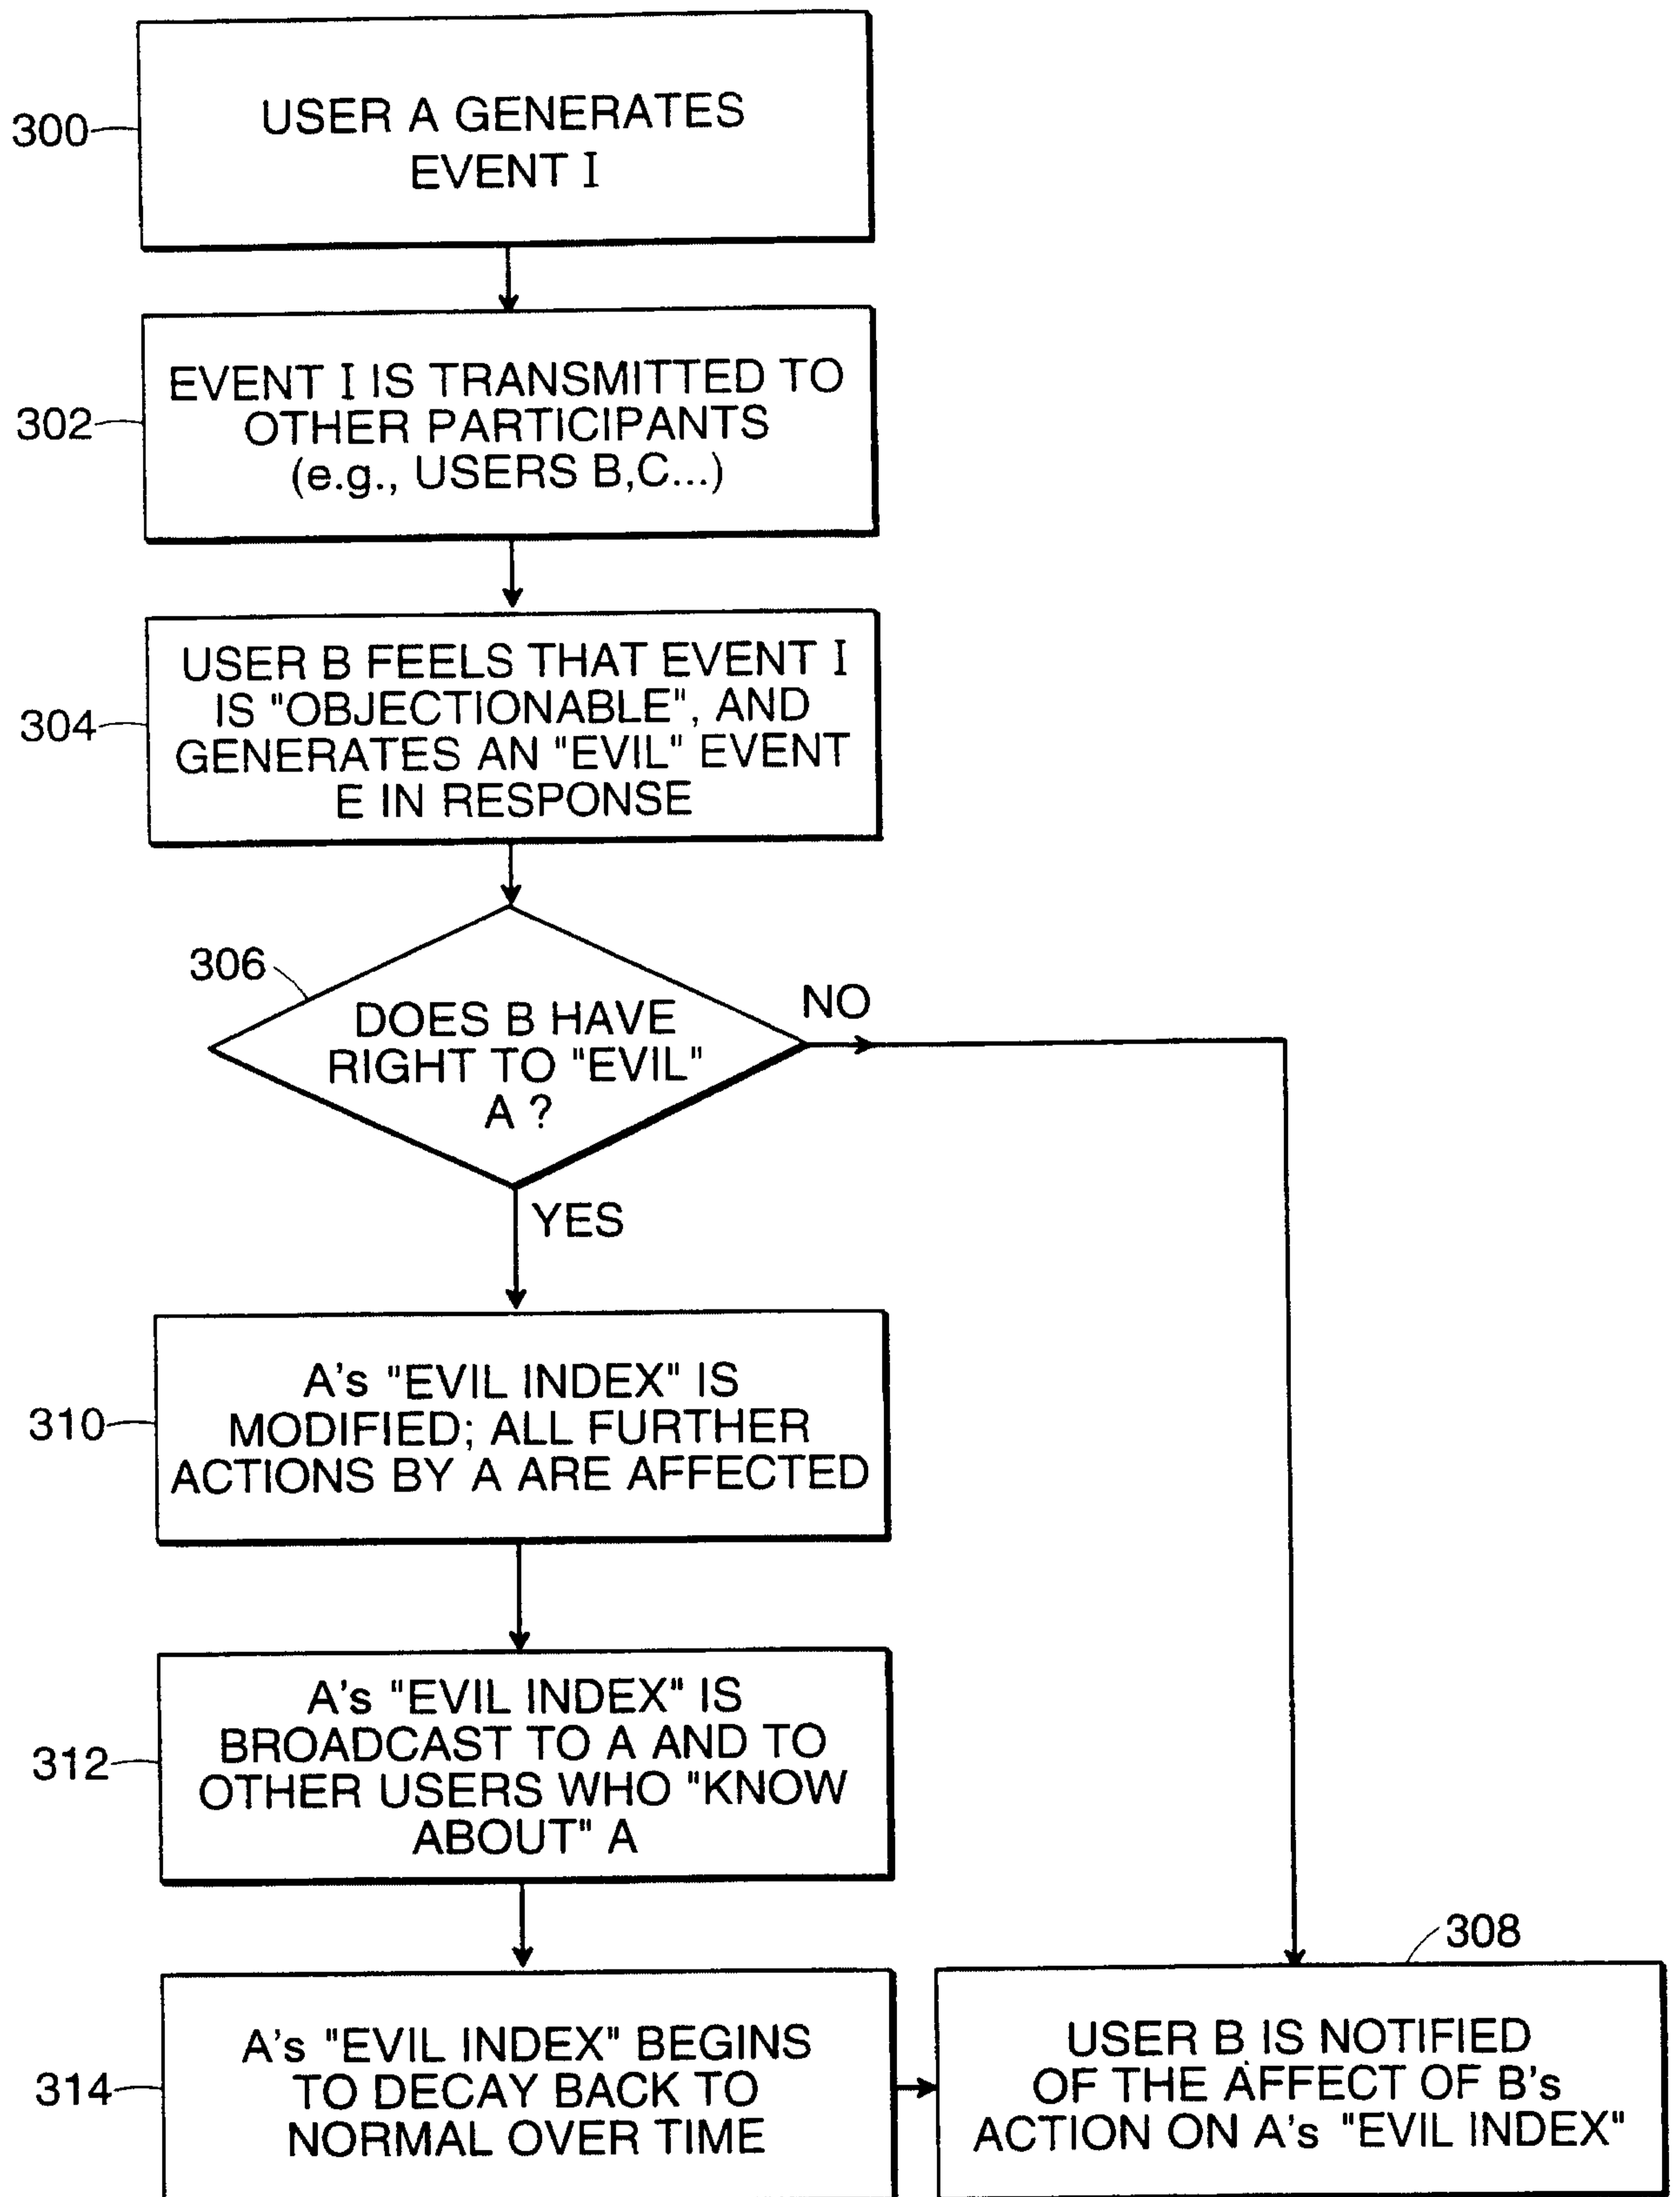 300
USER A GENERATES
EVENT I
302
EVENT I IS TRANSMITTED TO
OTHER PARTICIPANTS
(e.g., USERS B,C...)
304
USER B FEELS THAT EVENT I
IS "OBJECTIONABLE", AND
GENERATES AN "EVIL" EVENT
E IN RESPONSE
306
DOES B HAVE
RIGHT TO "EVIL"
A ?
NO
YES
310
A's "EVIL INDEX" IS
MODIFIED; ALL FURTHER
ACTIONS BY A ARE AFFECTED
312
A's "EVIL INDEX" IS
BROADCAST TO A AND TO
OTHER USERS WHO "KNOW
ABOUT" A
314
A's "EVIL INDEX" BEGINS
TO DECAY BACK TO
NORMAL OVER TIME
308
USER B IS NOTIFIED
OF THE AFFECT OF B's
ACTION ON A's "EVIL INDEX"